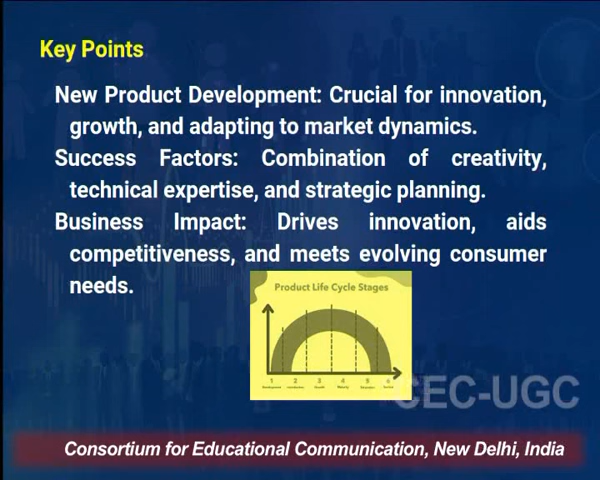 Key Points
New Product Development: Crucial for innovation,
growth, and adapting to market dynamics.
Success Factors: Combination of creativity,
technical expertise, and strategic planning.
Business Impact: Drives innovation, aids
competitiveness, and meets evolving consumer
needs.
Product Life Cycle Stages
1 2 3 4 5 6
CEC-UGC
Consortium for Educational Communication, New Delhi, India